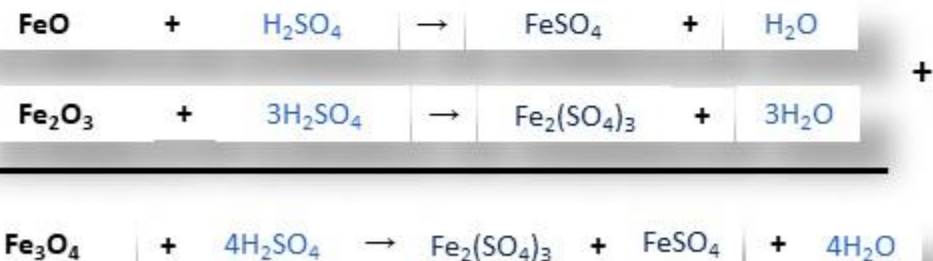 FeO + H₂SO₄ → FeSO₄ + H₂O
+
Fe₂O₃ + 3H₂SO₄ → Fe₂(SO₄)₃ + 3H₂O
Fe₃O₄ + 4H₂SO₄ → Fe₂(SO₄)₃ + FeSO₄ + 4H₂O